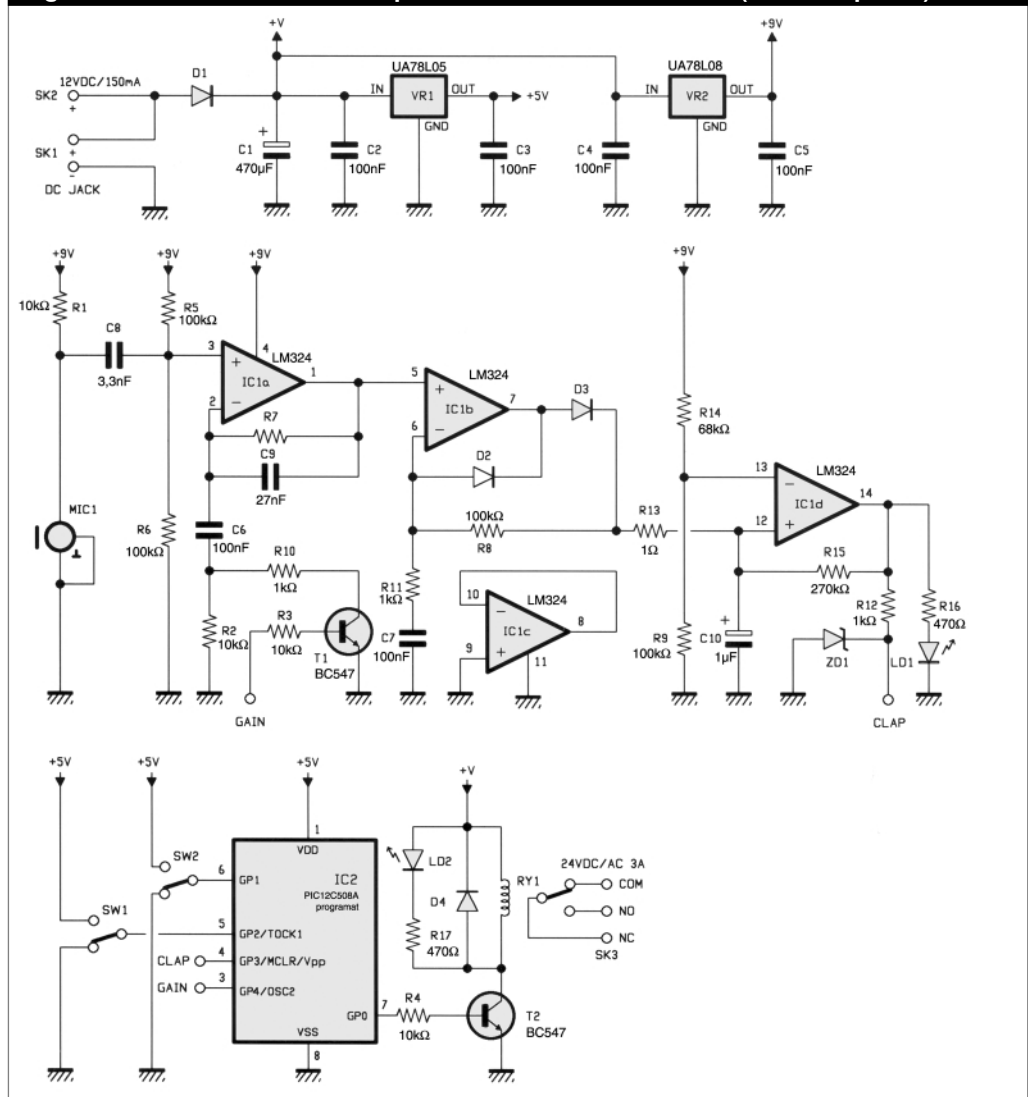 +V
+9V
12VDC/150mA
D1
UA78L05
UA78L08
SK2
+
IN
VR1
OUT
+5V
IN
VR2
OUT
GND
GND
SK1
+
-
DC JACK
+
C1
470µF
C2
100nF
C3
100nF
C4
100nF
C5
100nF
+9V
+9V
+9V
+9V
10kΩ
R1
R5
100kΩ
C8
3,3nF
3
+
4
LM324
IC1a
1
2
-
R7
C9
27nF
5
+
LM324
IC1b
7
6
-
D3
D2
R14
68kΩ
13
-
LM324
IC1d
14
12
+
MIC1
R6
100kΩ
C6
100nF
R10
1kΩ
100kΩ
R8
R13
1Ω
R11
1kΩ
R15
270kΩ
R2
10kΩ
R3
10kΩ
T1
BC547
C7
100nF
10
-
LM324
IC1c
8
9
+
11
R9
100kΩ
+
C10
1µF
R12
1kΩ
R16
470Ω
ZD1
LD1
GAIN
CLAP
+5V
+5V
+5V
+V
1
VDD
SW2
6
GP1
IC2
PIC12C508A
programat
SW1
5
GP2/TOCK1
CLAP
4
GP3/MCLR/Vpp
GAIN
3
GP4/OSC2
GP0
7
VSS
8
R4
10kΩ
LD2
D4
R17
470Ω
RY1
24VDC/AC 3A
COM
NO
NC
SK3
T2
BC547